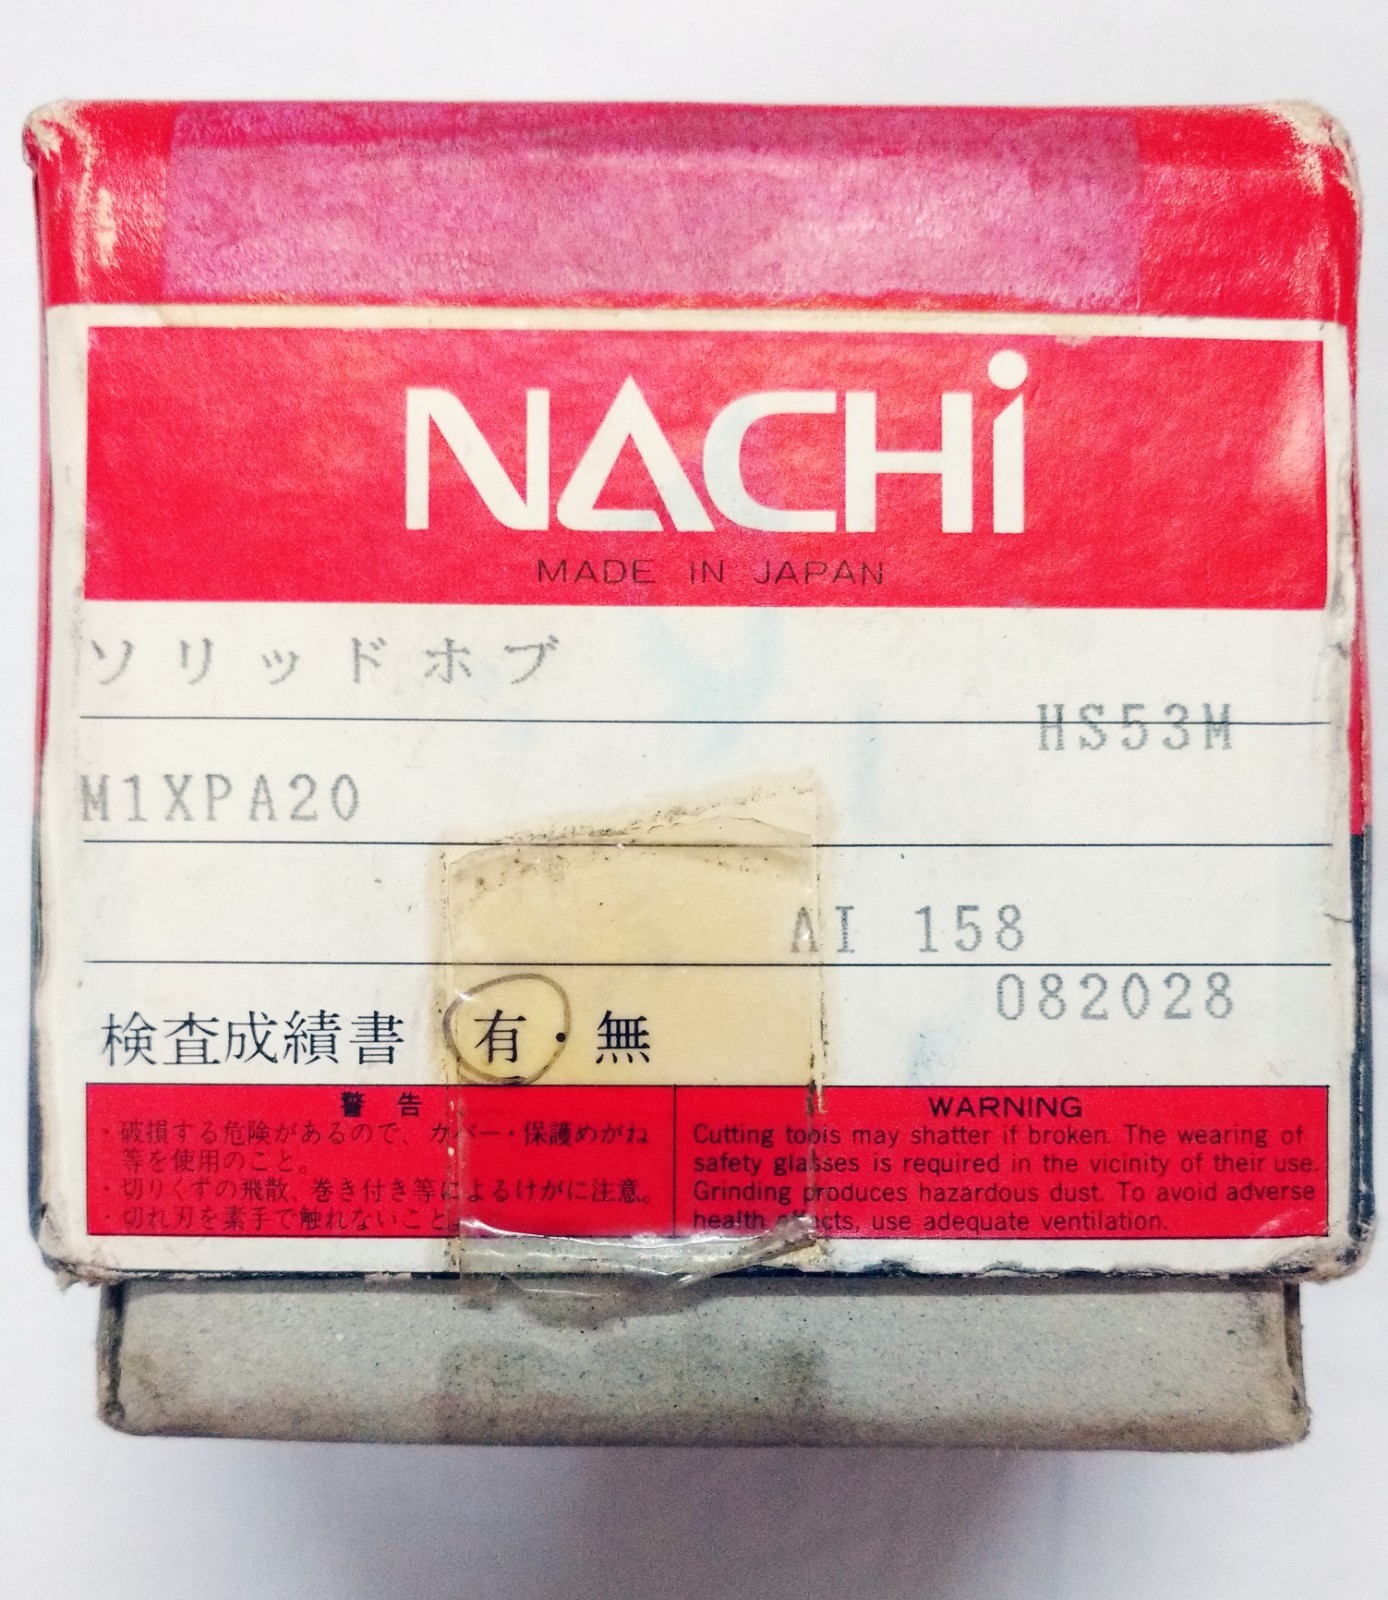 NACHi
MADE IN JAPAN
ソリッドホブ
HS53M
M1XPA20
AI 158
082028
検査成績書 有・無
警告
・破損する危険があるので、カバー・保護めがね
等を使用のこと。
・切りくずの飛散、巻き付き等によるけがに注意。
・切れ刃を素手で触れないこと。
WARNING
Cutting tools may shatter if broken. The wearing of
safety glasses is required in the vicinity of their use.
Grinding produces hazardous dust. To avoid adverse
health effects, use adequate ventilation.